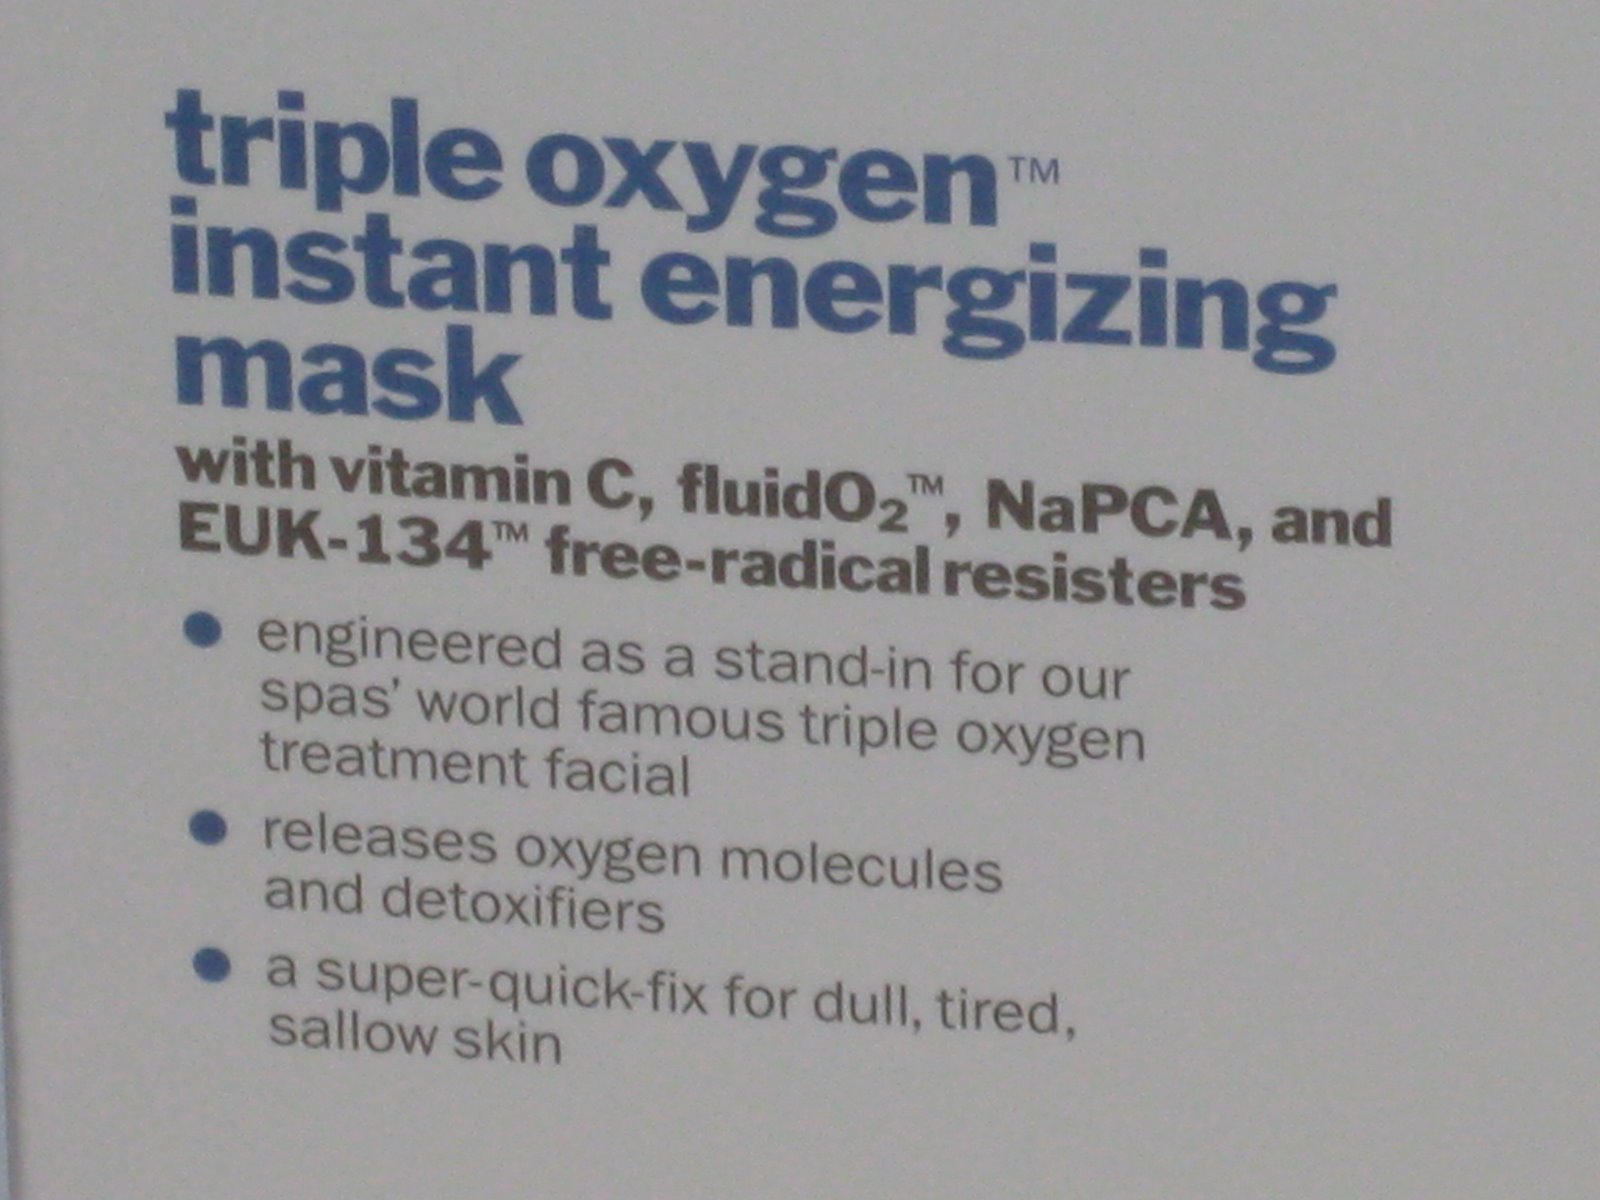 triple oxygen™
instant energizing
mask
with vitamin C, fluidO₂™, NaPCA, and
EUK-134™ free-radical resisters
● engineered as a stand-in for our
spas' world famous triple oxygen
treatment facial
● releases oxygen molecules
and detoxifiers
● a super-quick-fix for dull, tired,
sallow skin